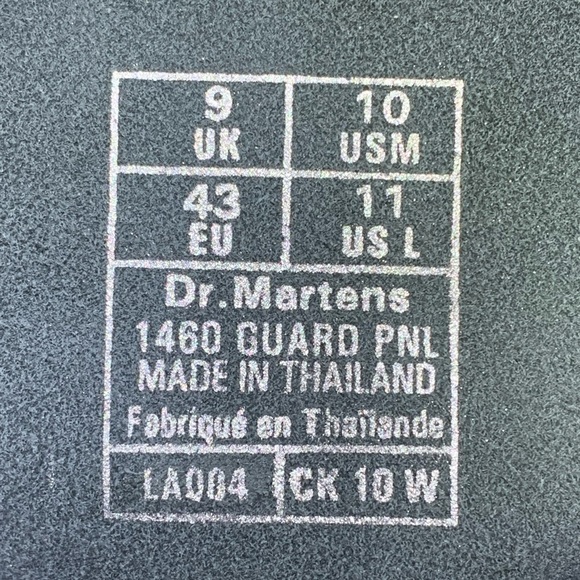 9 10
UK USM
43 11
EU US L
Dr.Martens
1460 GUARD PNL
MADE IN THAILAND
Fabriqué en Thaïlande
LA004 CK 10 W